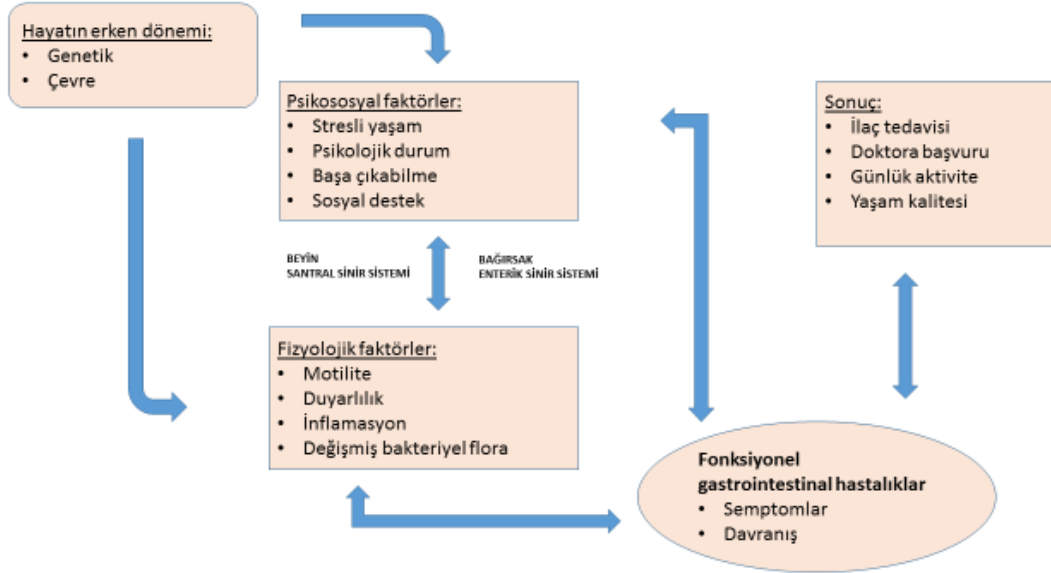 Hayatın erken dönemi:
• Genetik
• Çevre
Psikososyal faktörler:
• Stresli yaşam
• Psikolojik durum
• Başa çıkabilme
• Sosyal destek
Sonuç:
• İlaç tedavisi
• Doktora başvuru
• Günlük aktivite
• Yaşam kalitesi
BEYİN
SANTRAL SİNİR SİSTEMİ
BAĞIRSAK
ENTERİK SİNİR SİSTEMİ
Fizyolojik faktörler:
• Motilite
• Duyarlılık
• İnflamasyon
• Değişmiş bakteriyel flora
Fonksiyonel
gastrointestinal hastalıklar
• Semptomlar
• Davranış